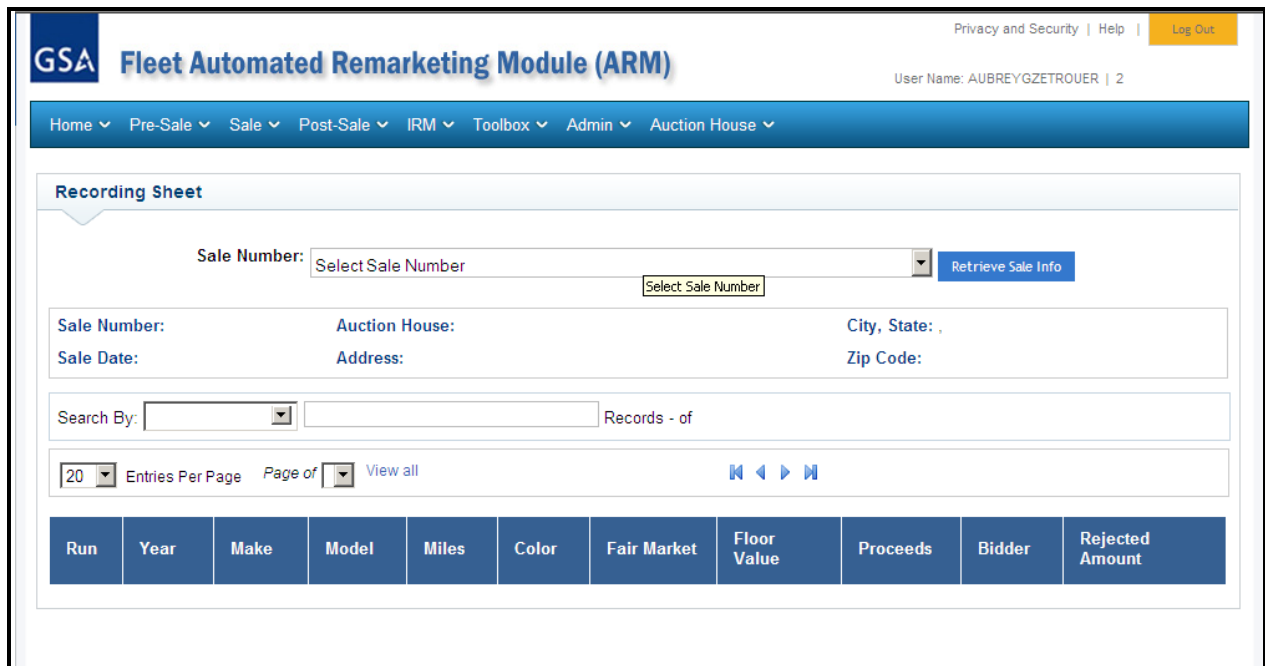 Privacy and Security | Help | Log Out
GSA Fleet Automated Remarketing Module (ARM)
User Name: AUBREYGZETROUER | 2
Home Pre-Sale Sale Post-Sale IRM Toolbox Admin Auction House
Recording Sheet
Sale Number: Select Sale Number Retrieve Sale Info
Select Sale Number
Sale Number: Auction House: City, State: ,
Sale Date: Address: Zip Code:
Search By: Records - of
20 Entries Per Page Page of View all
Run Year Make Model Miles Color Fair Market Floor Value Proceeds Bidder Rejected Amount